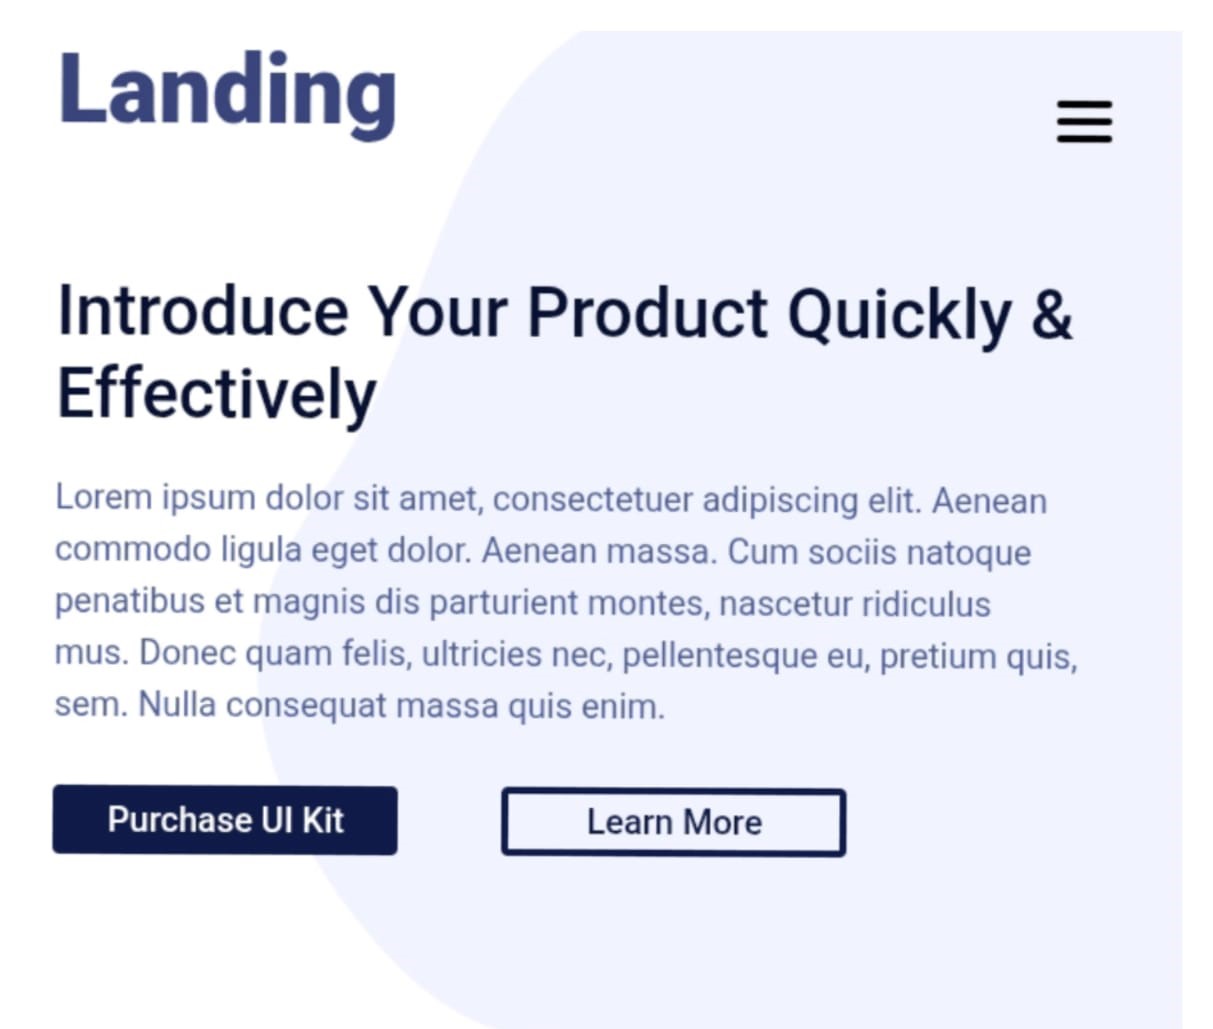 Landing
Introduce Your Product Quickly &
Effectively
Lorem ipsum dolor sit amet, consectetuer adipiscing elit. Aenean
commodo ligula eget dolor. Aenean massa. Cum sociis natoque
penatibus et magnis dis parturient montes, nascetur ridiculus
mus. Donec quam felis, ultricies nec, pellentesque eu, pretium quis,
sem. Nulla consequat massa quis enim.
Purchase UI Kit
Learn More